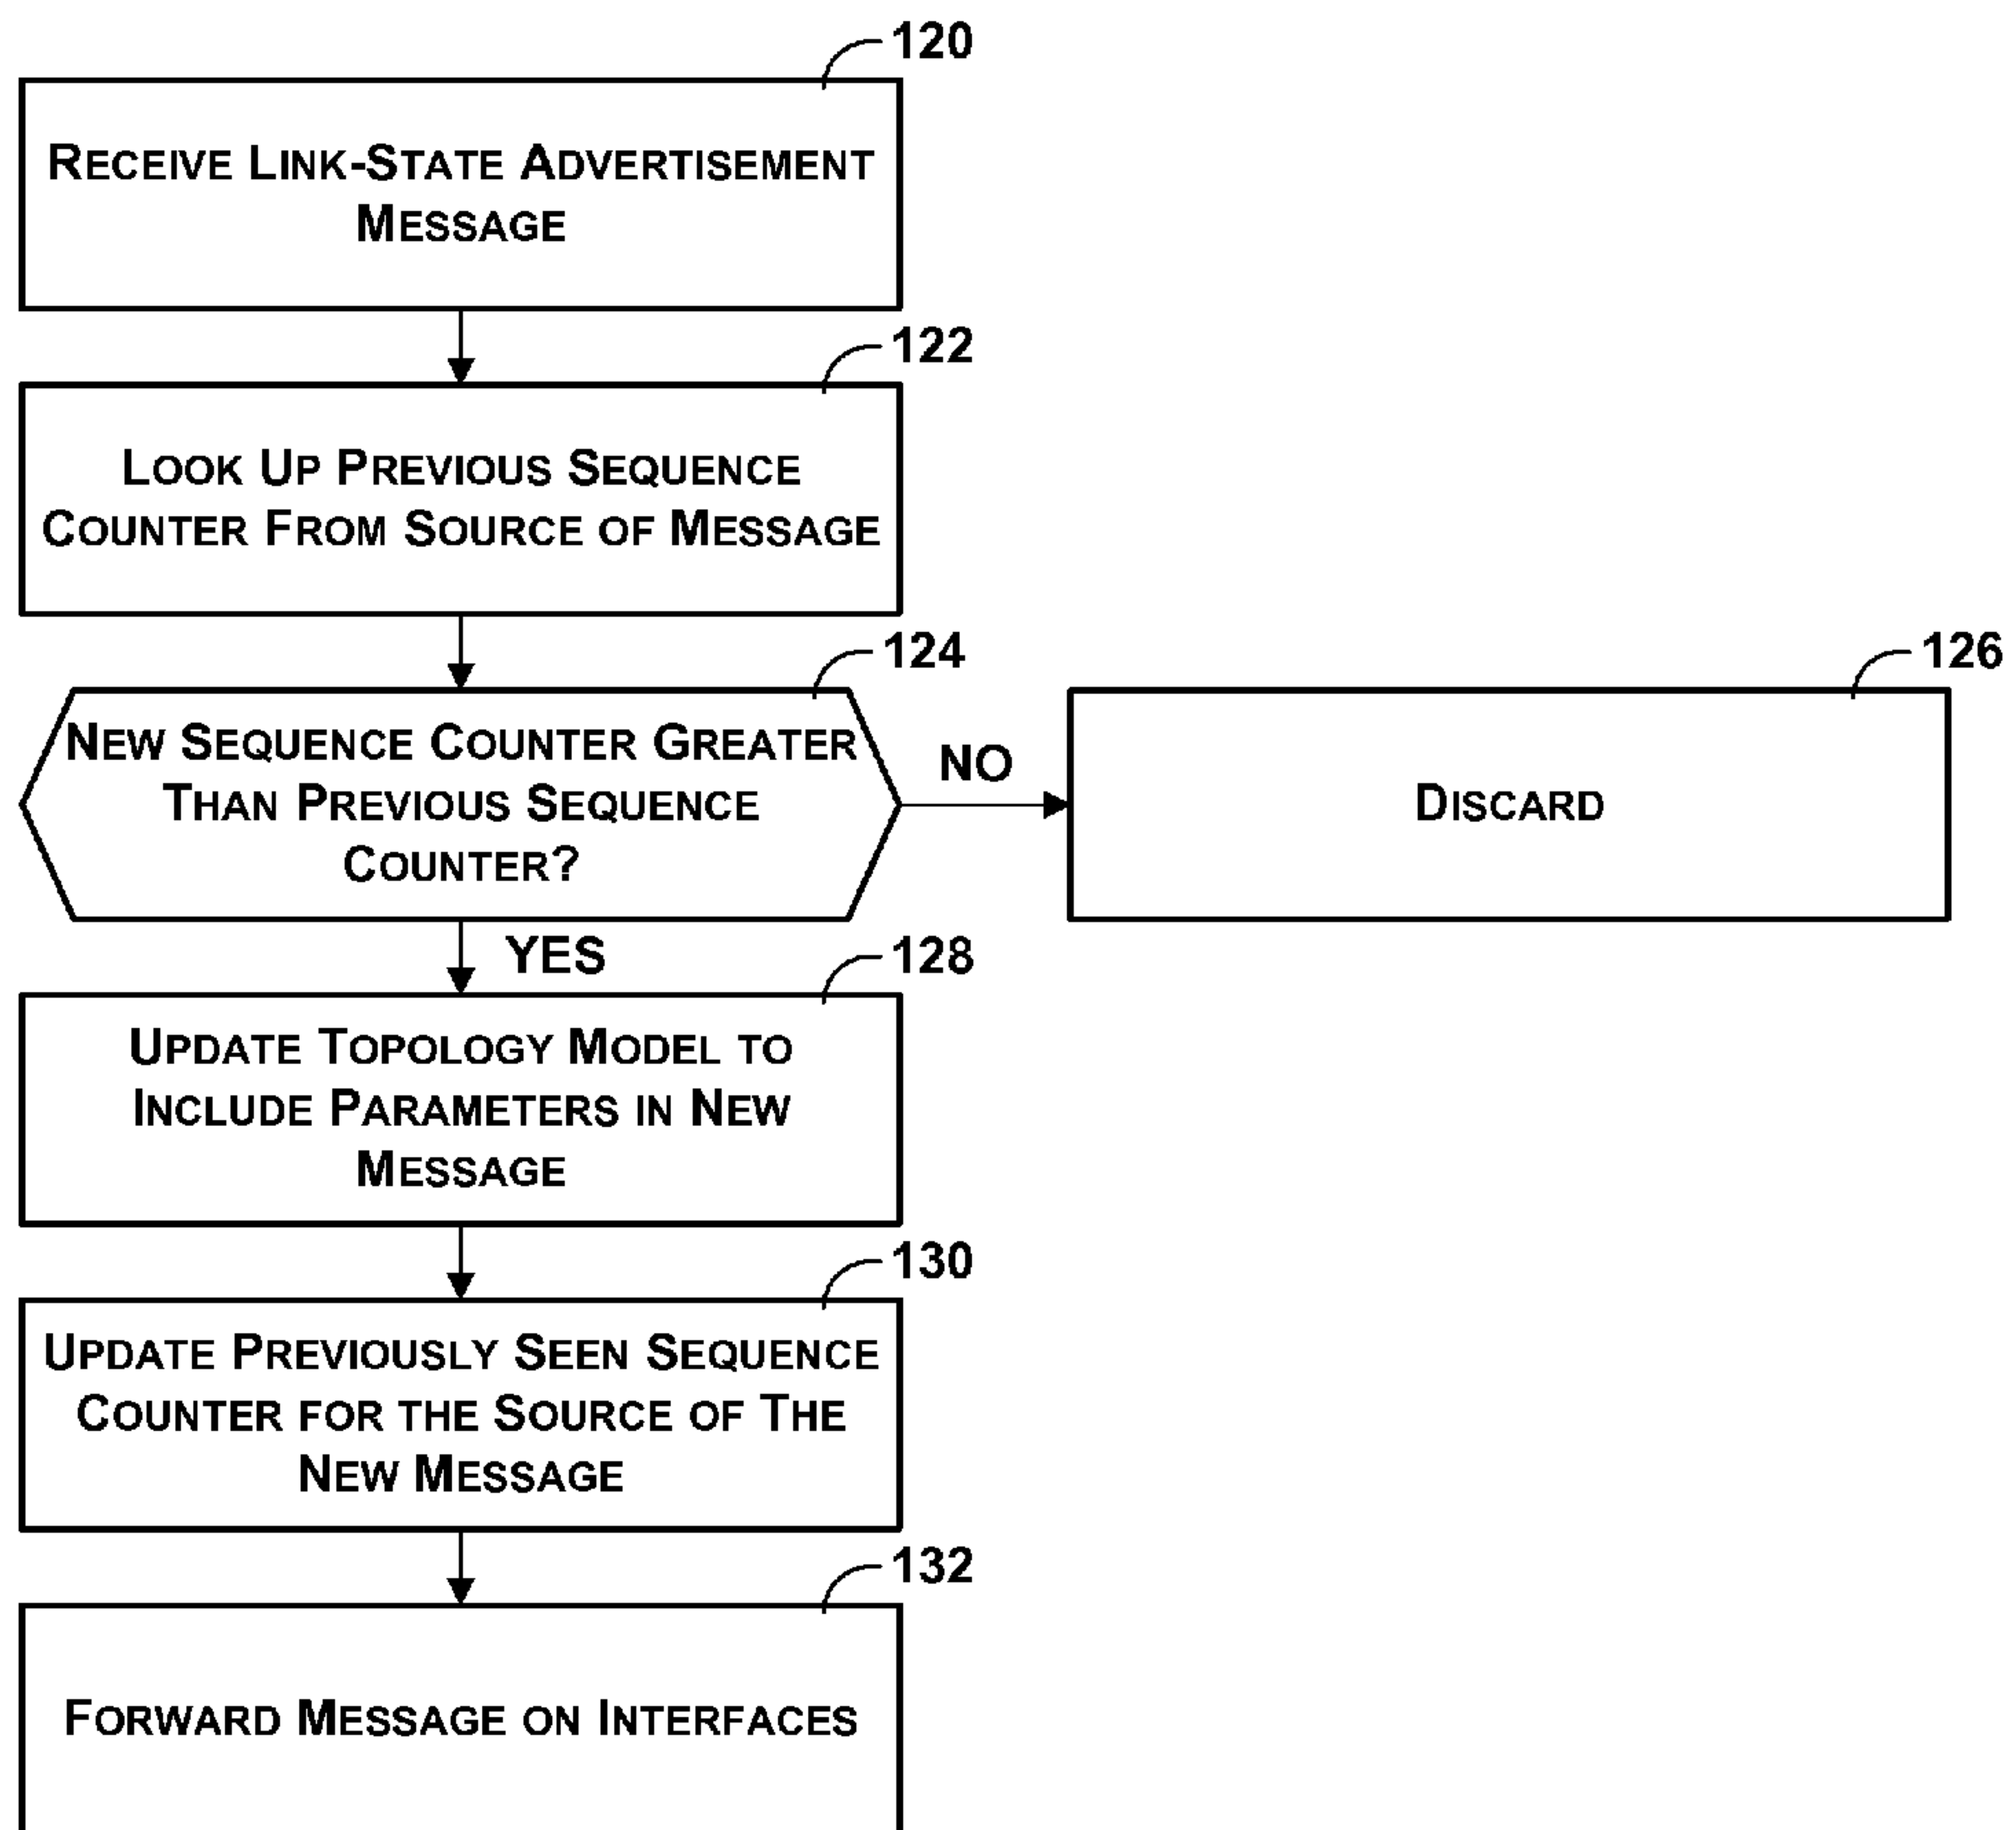 120
RECEIVE LINK-STATE ADVERTISEMENT
MESSAGE
122
LOOK UP PREVIOUS SEQUENCE
COUNTER FROM SOURCE OF MESSAGE
124
NEW SEQUENCE COUNTER GREATER
THAN PREVIOUS SEQUENCE
COUNTER?
NO
126
DISCARD
YES
128
UPDATE TOPOLOGY MODEL TO
INCLUDE PARAMETERS IN NEW
MESSAGE
130
UPDATE PREVIOUSLY SEEN SEQUENCE
COUNTER FOR THE SOURCE OF THE
NEW MESSAGE
132
FORWARD MESSAGE ON INTERFACES